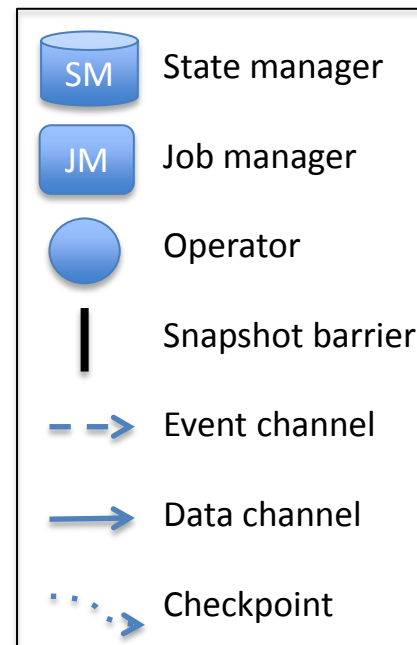 SM State manager
JM Job manager
Operator
Snapshot barrier
Event channel
Data channel
Checkpoint